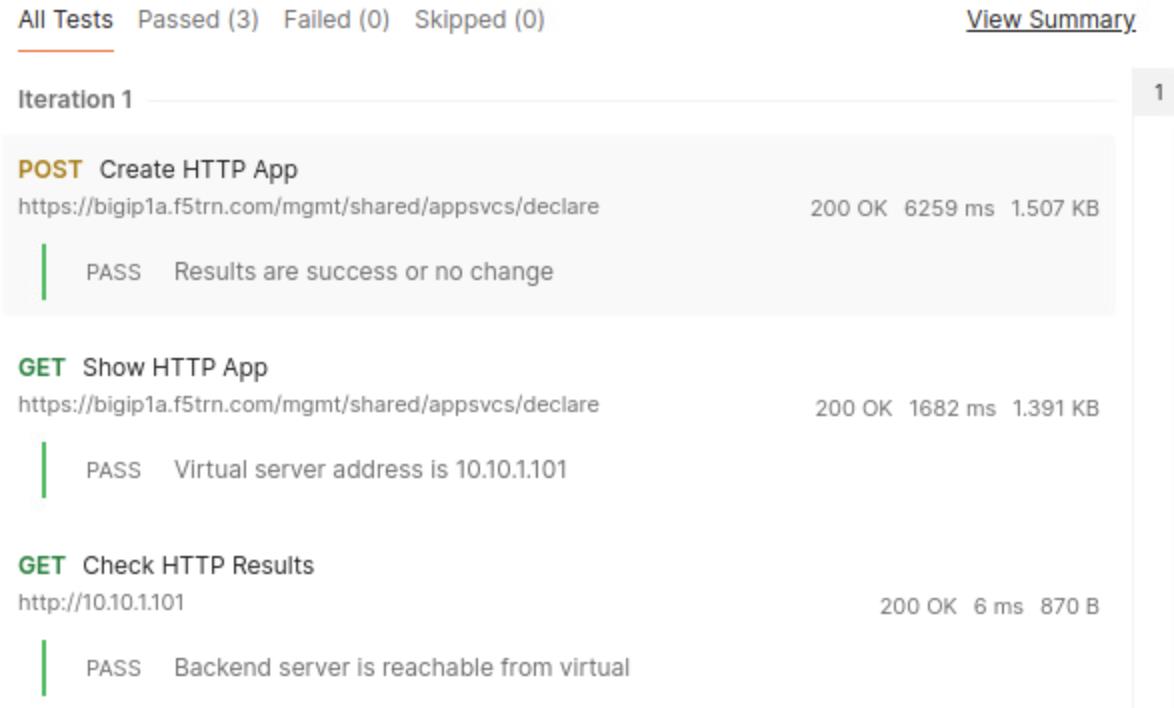 All Tests Passed (3) Failed (0) Skipped (0) View Summary
Iteration 1
1
POST Create HTTP App
https://bigip1a.f5trn.com/mgmt/shared/appsvcs/declare 200 OK 6259 ms 1.507 KB
PASS Results are success or no change
GET Show HTTP App
https://bigip1a.f5trn.com/mgmt/shared/appsvcs/declare 200 OK 1682 ms 1.391 KB
PASS Virtual server address is 10.10.1.101
GET Check HTTP Results
http://10.10.1.101 200 OK 6 ms 870 B
PASS Backend server is reachable from virtual